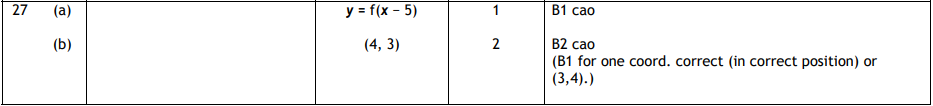 27 (a) y = f(x – 5) 1 B1 cao
(b) (4, 3) 2 B2 cao
(B1 for one coord. correct (in correct position) or
(3,4).)